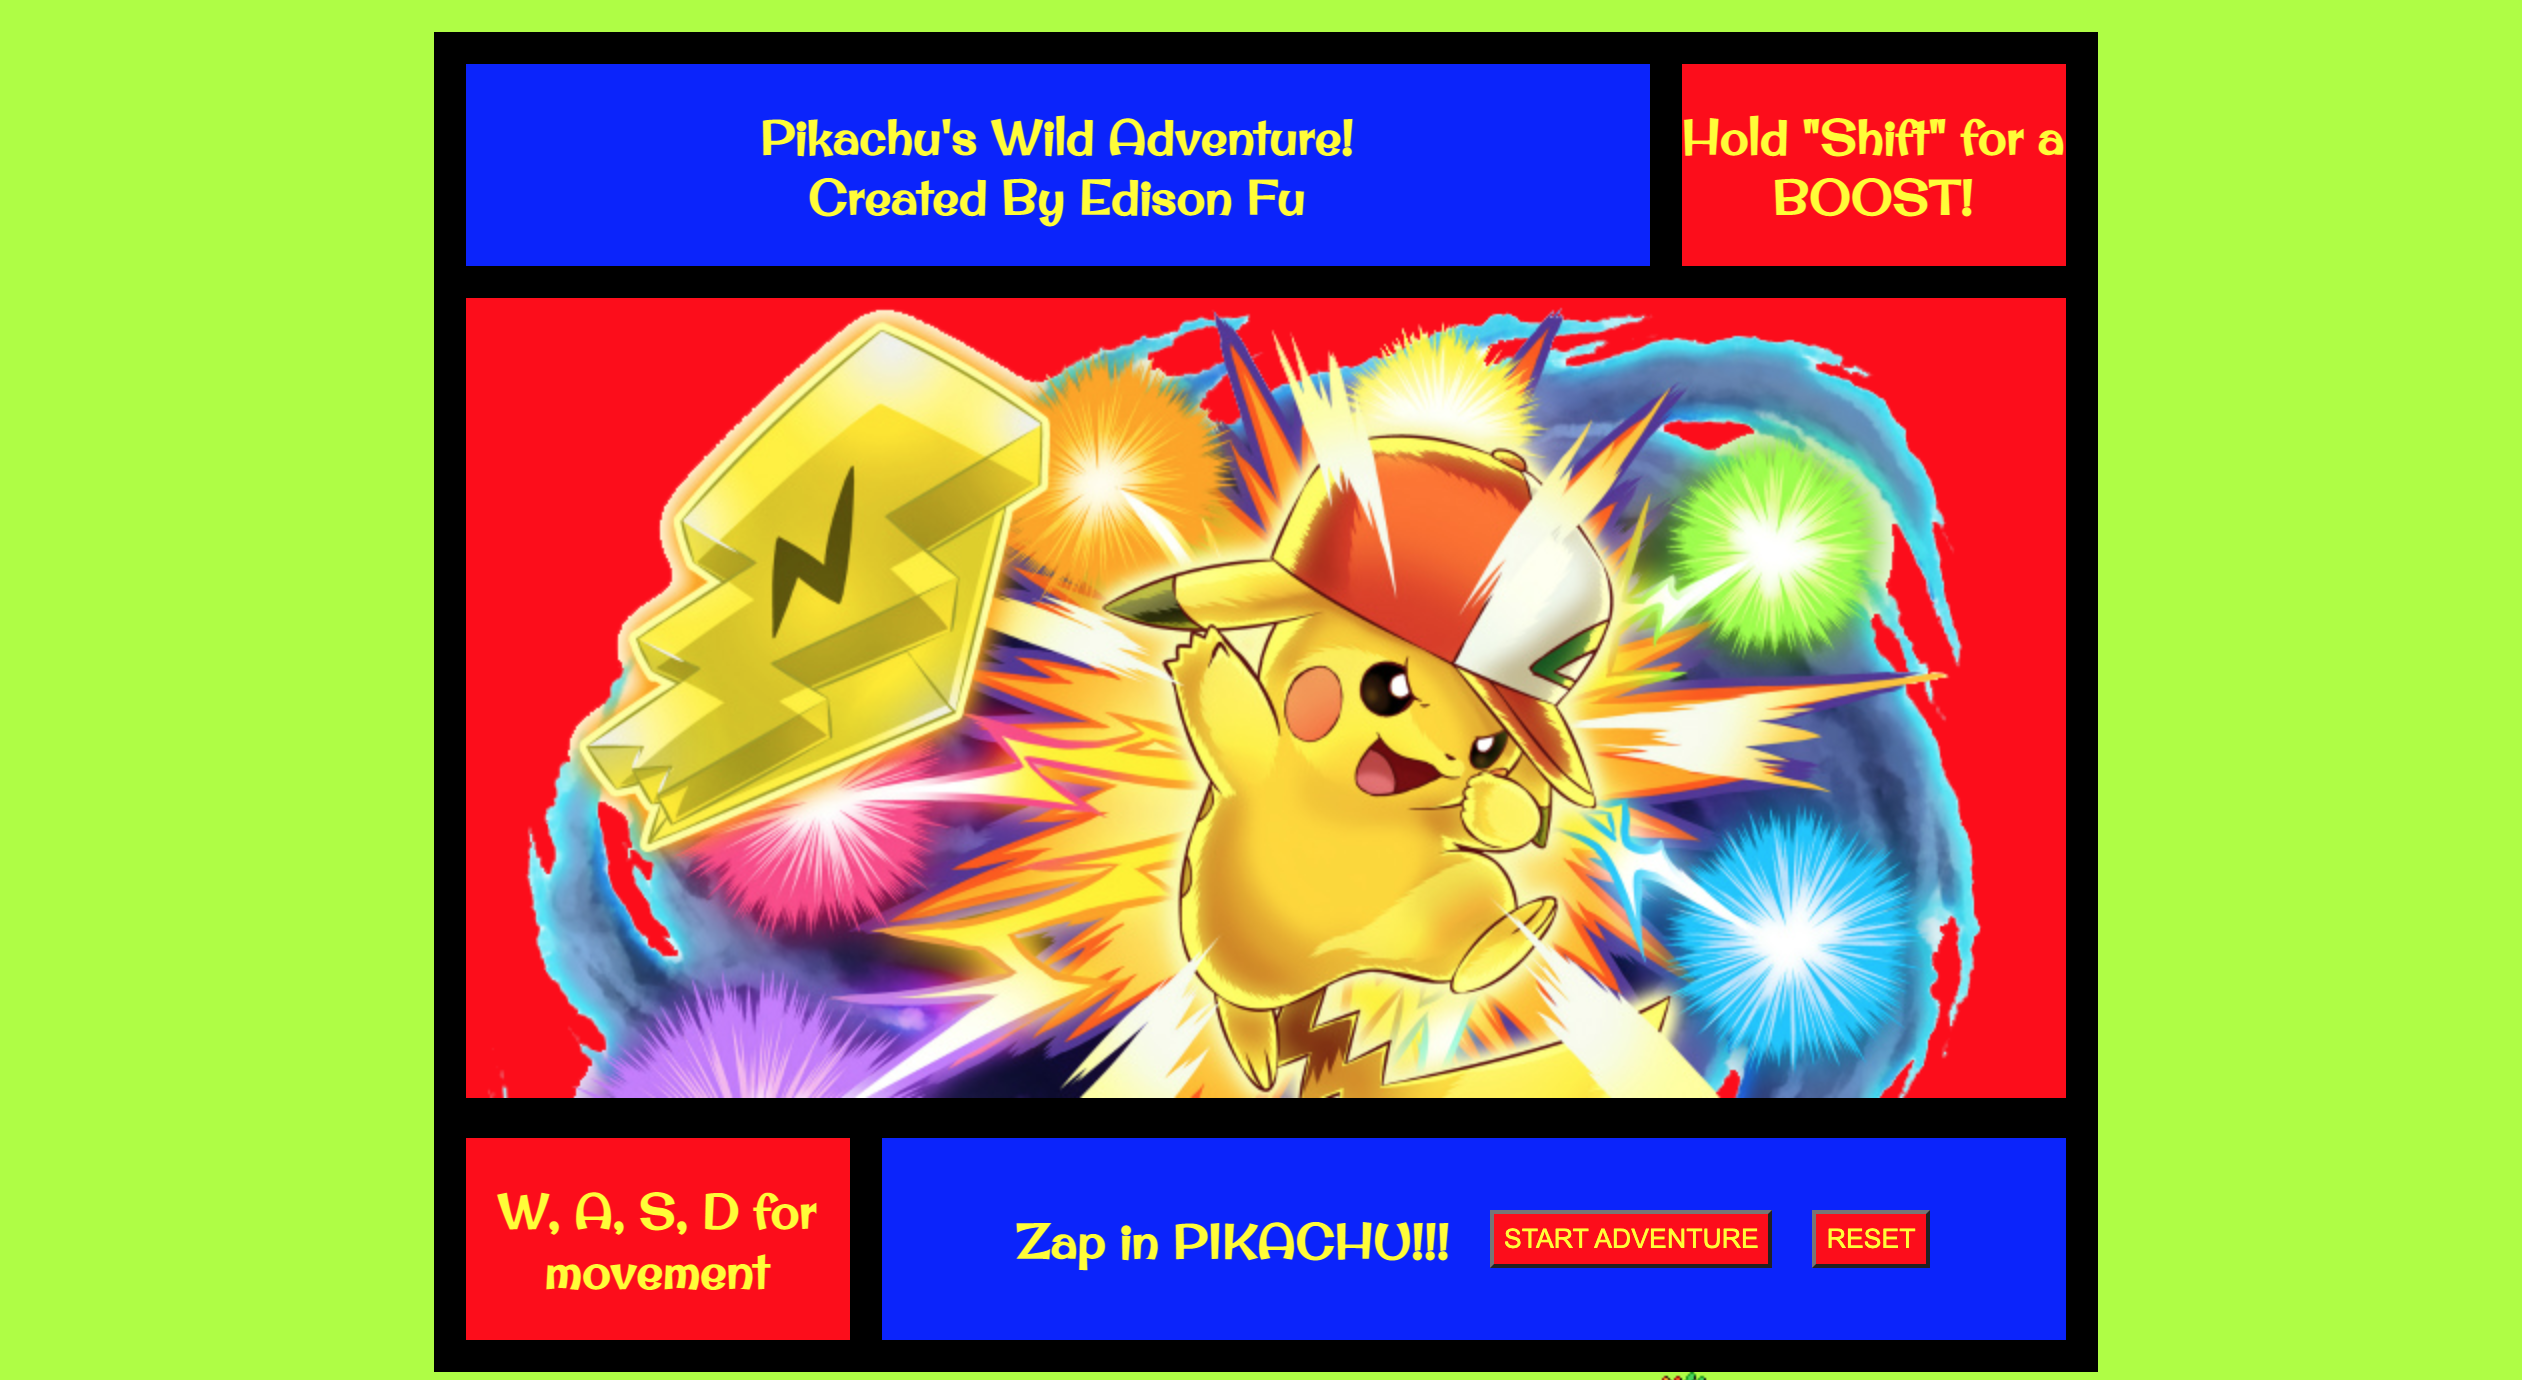 Pikachu's Wild Adventure!
Created By Edison Fu
Hold "Shift" for a
BOOST!
W, A, S, D for
movement
Zap in PIKACHU!!!
START ADVENTURE
RESET